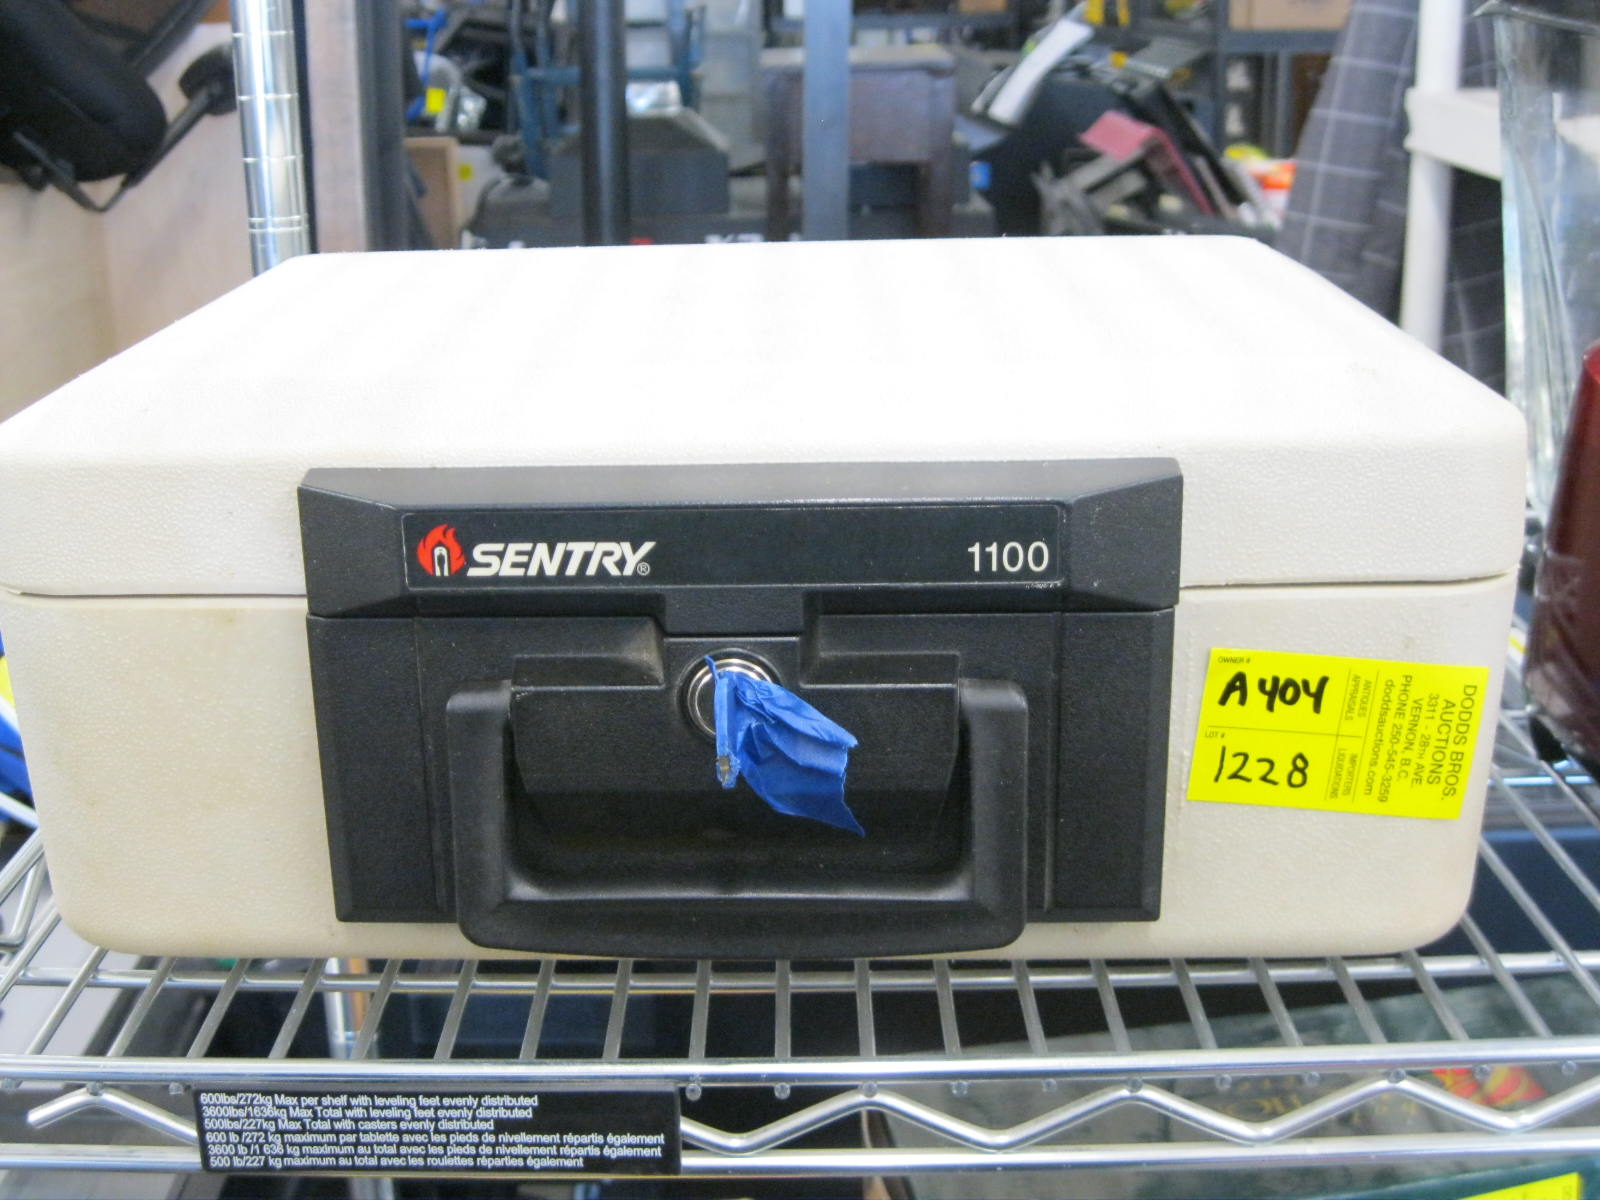 SENTRY®
1100
OWNER #
A404
LOT #
1228
ANTIQUES
APPRAISALS
IMPORTERS
LIQUIDATIONS
DODDS BROS.
AUCTIONS
3311 - 28TH AVE.
VERNON, B.C.
PHONE 250-545-3259
doddsauctions.com
600lbs/272kg Max per shelf with leveling feet evenly distributed
3600lbs/1636kg Max Total with leveling feet evenly distributed
500lbs/227kg Max Total with casters evenly distributed
600 lb /272 kg maximum par tablette avec les pieds de nivellement répartis également
3600 lb /1 636 kg maximum au total avec les pieds de nivellement répartis également
500 lb/227 kg maximum au total avec les roulettes réparties également